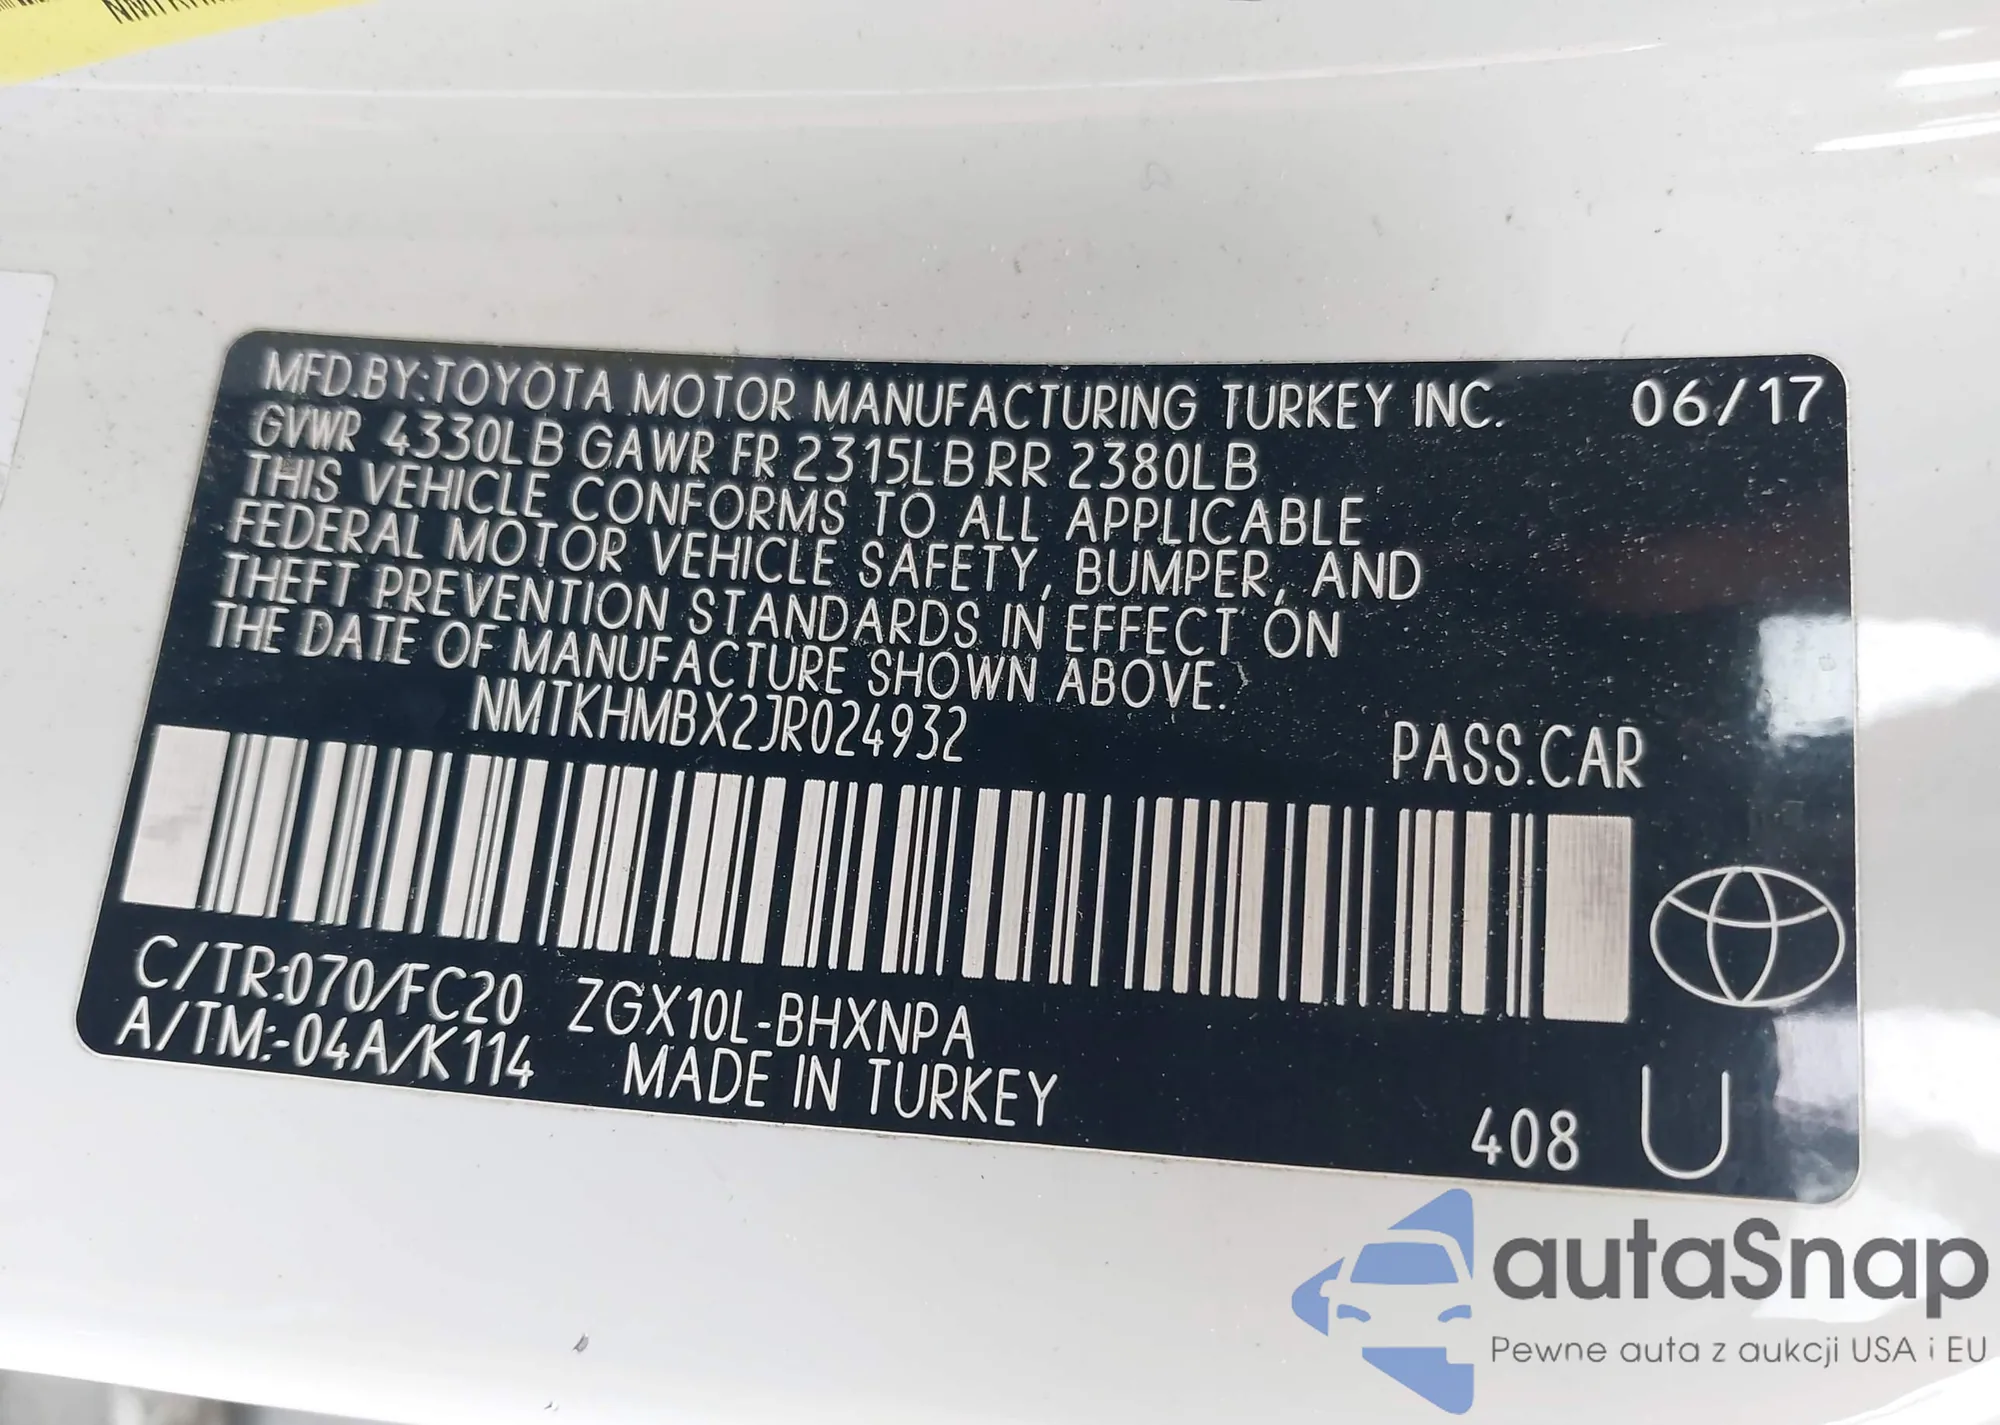 MFD.BY:TOYOTA MOTOR MANUFACTURING TURKEY INC. 06/17
GVWR 4330LB GAWR FR 2315LB RR 2380LB
THIS VEHICLE CONFORMS TO ALL APPLICABLE
FEDERAL MOTOR VEHICLE SAFETY, BUMPER, AND
THEFT PREVENTION STANDARDS IN EFFECT ON
THE DATE OF MANUFACTURE SHOWN ABOVE.
NMTKHMBX2JR024932
PASS.CAR
C/TR:070/FC20 ZGX10L-BHXNPA
A/TM:-04A/K114 MADE IN TURKEY
408 U
autaSnap
Pewne auta z aukcji USA i EU